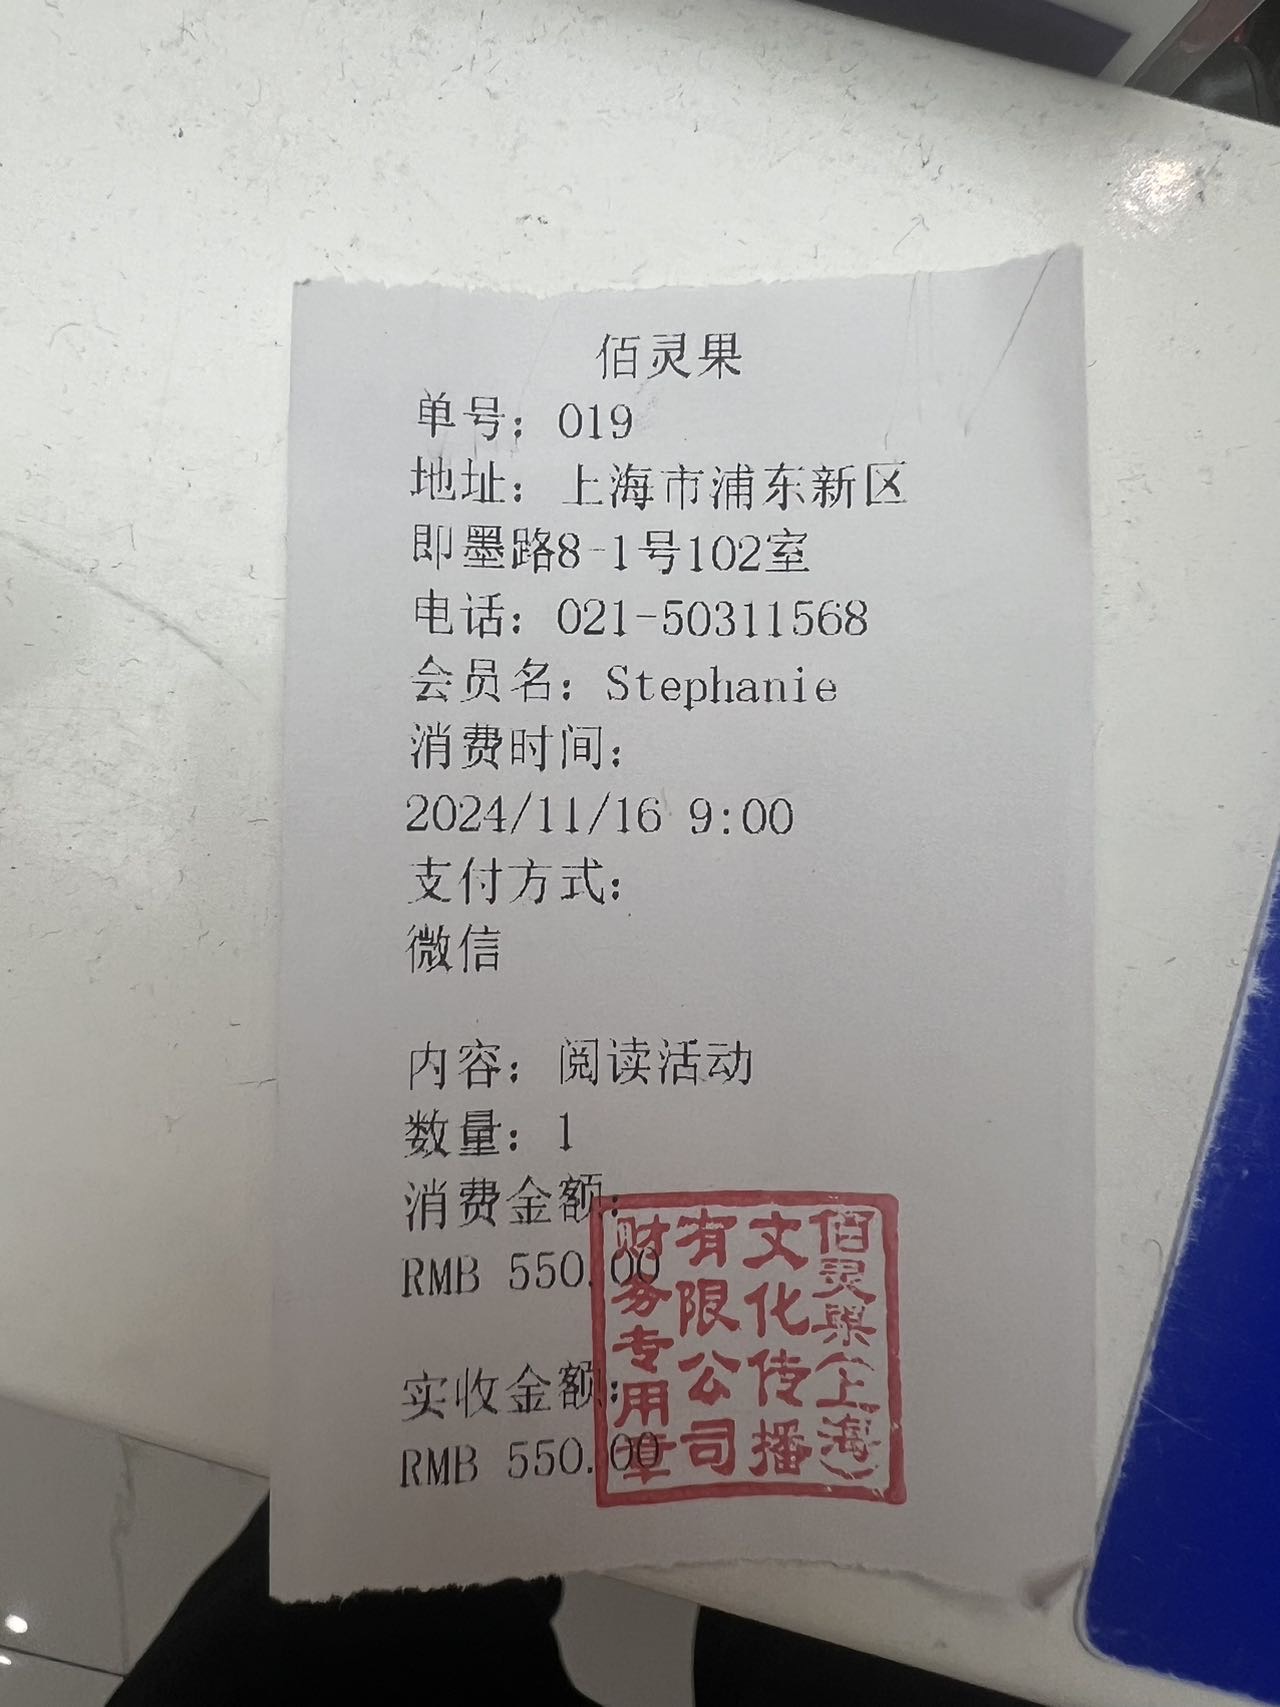 佰灵果
单号：019
地址：上海市浦东新区
即墨路8-1号102室
电话：021-50311568
会员名：Stephanie
消费时间：
2024/11/16 9:00
支付方式：
微信
内容：阅读活动
数量：1
消费金额：
RMB 550.00
实收金额：
RMB 550.00
佰灵果（上海）
文化传播
有限公司
财务专用章